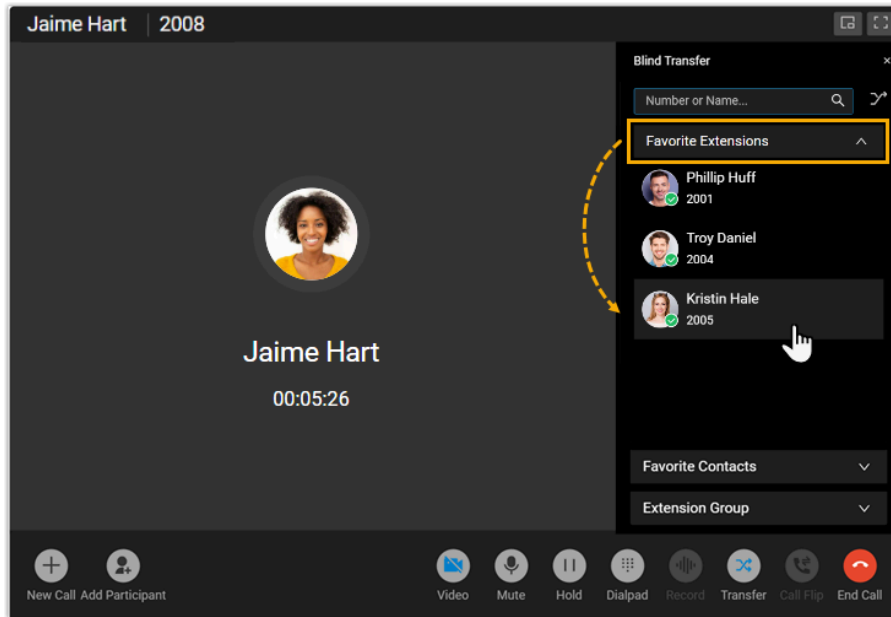 Jaime Hart | 2008
Blind Transfer
Number or Name...
Favorite Extensions
Phillip Huff
2001
Troy Daniel
2004
Kristin Hale
2005
Jaime Hart
00:05:26
Favorite Contacts
Extension Group
New Call Add Participant Video Mute Hold Dialpad Record Transfer Call Flip End Call